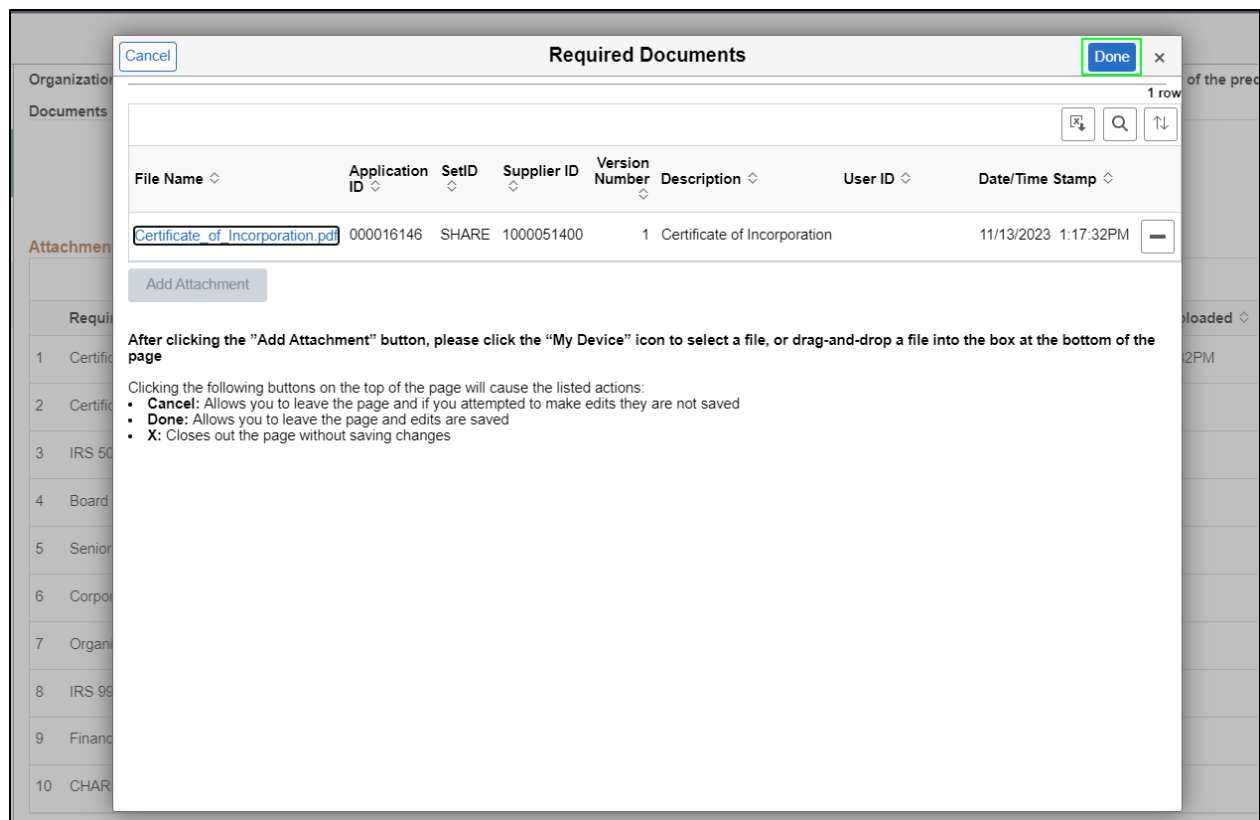 Cancel
Required Documents
Done
×
Organization
of the prec
Documents
1 row
File Name
Application ID
SetID
Supplier ID
Version Number
Description
User ID
Date/Time Stamp
Certificate_of_Incorporation.pdf 000016146 SHARE 1000051400 1 Certificate of Incorporation 11/13/2023 1:17:32PM
Attachmen
Add Attachment
Requi
ploaded
After clicking the ”Add Attachment” button, please click the “My Device” icon to select a file, or drag-and-drop a file into the box at the bottom of the
page
1 Certific
2PM
Clicking the following buttons on the top of the page will cause the listed actions:
• Cancel: Allows you to leave the page and if you attempted to make edits they are not saved
• Done: Allows you to leave the page and edits are saved
• X: Closes out the page without saving changes
2 Certific
3 IRS 50
4 Board
5 Senior
6 Corpor
7 Organi
8 IRS 99
9 Financ
10 CHAR